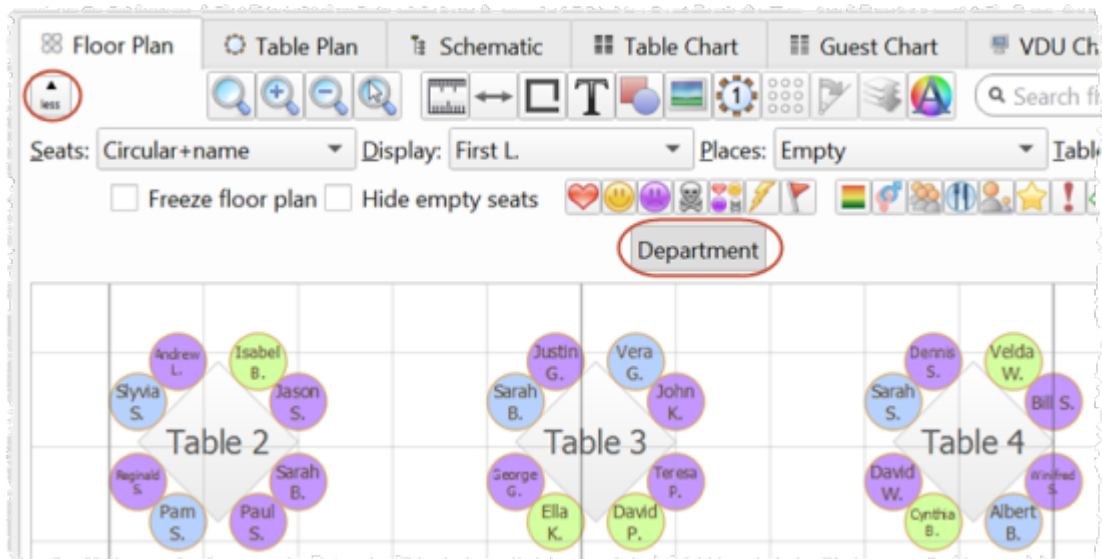 Floor Plan Table Plan Schematic Table Chart Guest Chart VDU Ch
less T 1 A Search fi
Seats: Circular+name Display: First L. Places: Empty Table
Freeze floor plan Hide empty seats
Department
Andrew L.
Isabel B.
Slyvia S.
Jason S.
Table 2
Reginald S.
Sarah B.
Pam S.
Paul S.
Justin G.
Vera G.
Sarah B.
John K.
Table 3
George G.
Teresa P.
Ella K.
David P.
Dennis S.
Velda W.
Sarah S.
Bill S.
Table 4
David W.
Winifred S.
Cynthia B.
Albert B.